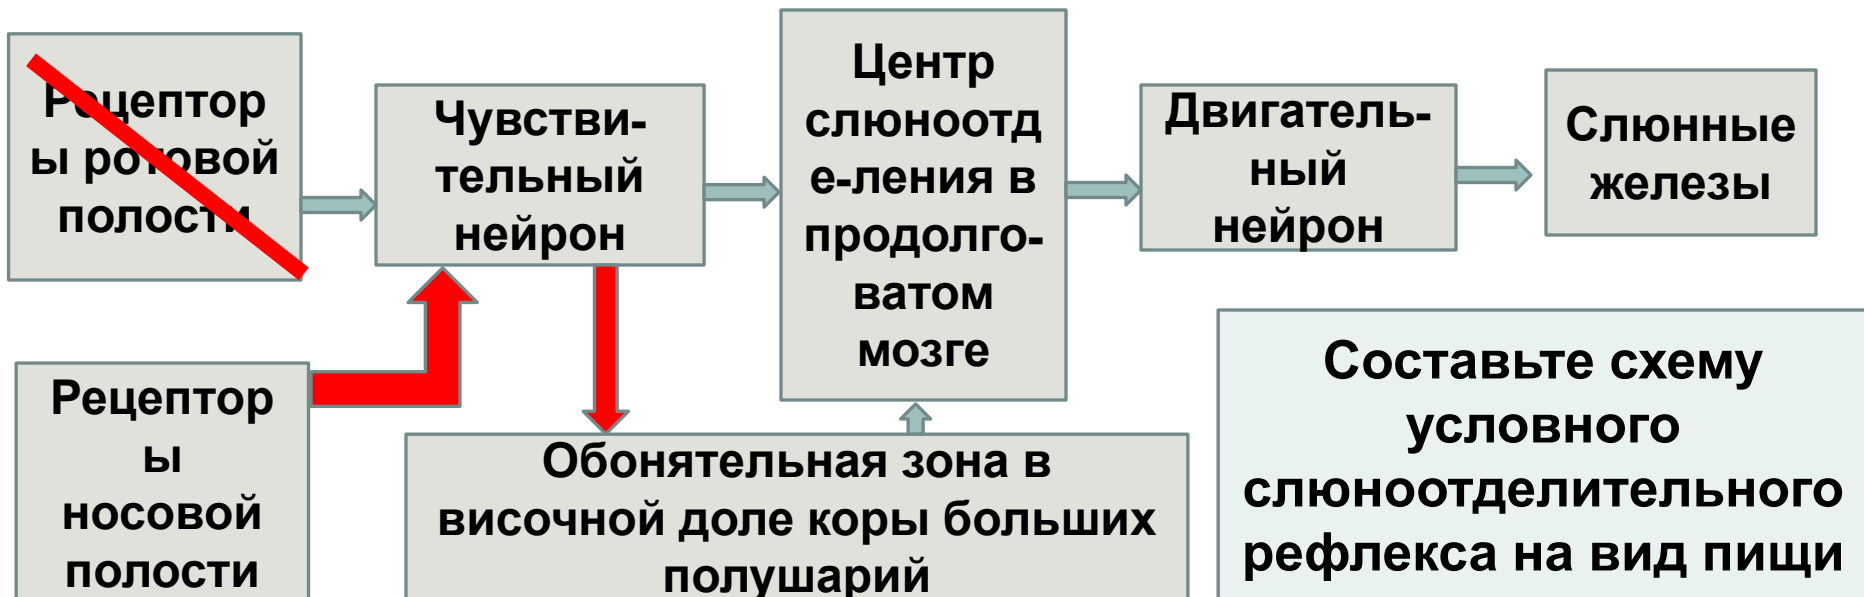 Рецептор
ы ротовой
полости
Чувстви-
тельный
нейрон
Центр
слюноотд
е-ления в
продолго-
ватом
мозге
Двигатель-
ный
нейрон
Слюнные
железы
Рецептор
ы
носовой
полости
Обонятельная зона в
височной доле коры больших
полушарий
Составьте схему
условного
слюноотделительного
рефлекса на вид пищи